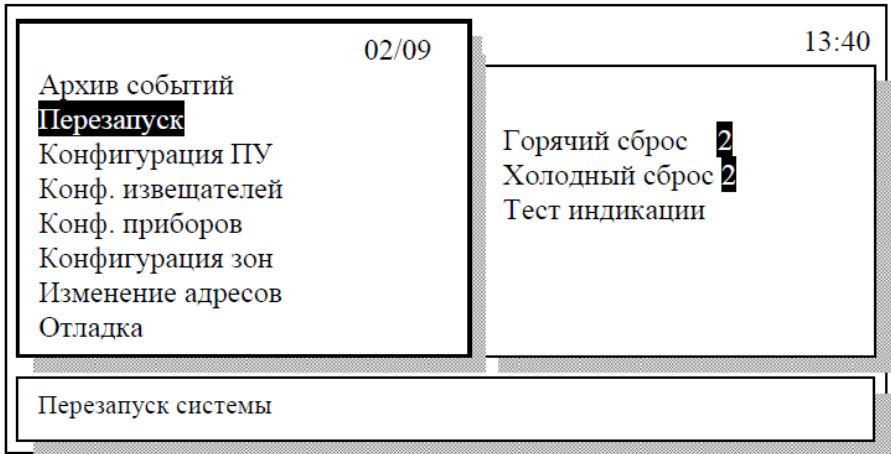 02/09
Архив событий
Перезапуск
Конфигурация ПУ
Конф. извещателей
Конф. приборов
Конфигурация зон
Изменение адресов
Отладка
13:40
Горячий сброс 2
Холодный сброс 2
Тест индикации
Перезапуск системы